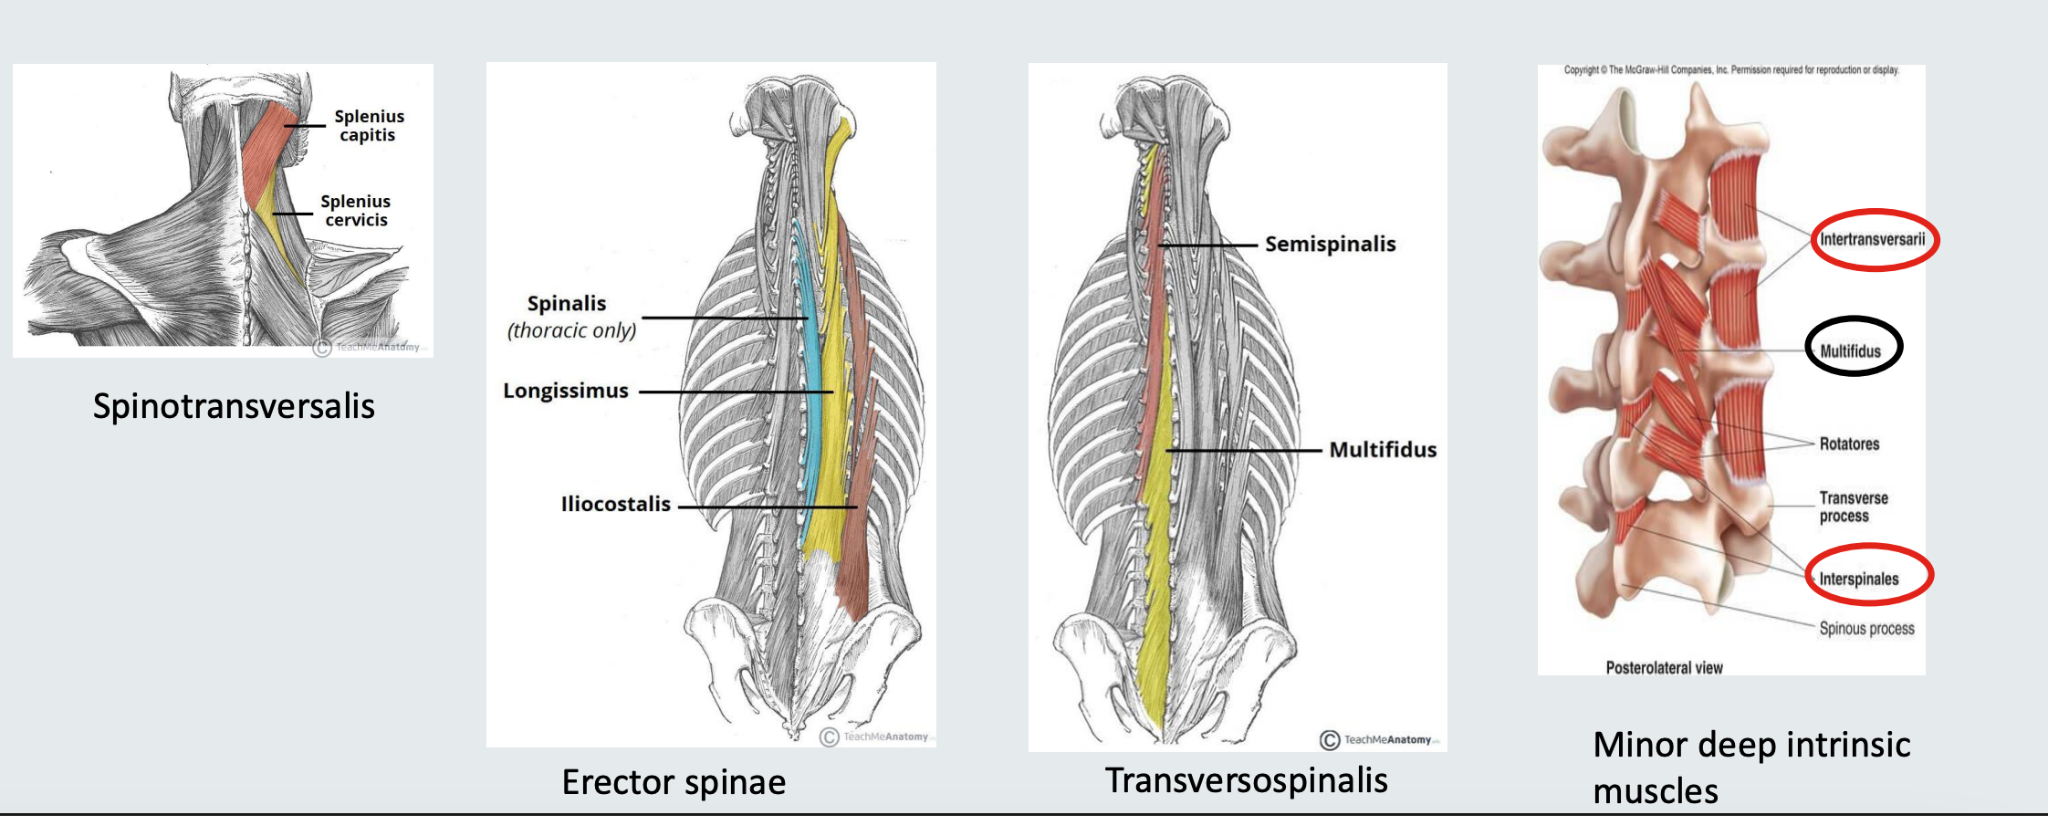 Splenius
capitis
Splenius
cervicis
© TeachMeAnatomy
Spinotransversalis
Spinalis
(thoracic only)
Longissimus
Iliocostalis
© TeachMeAnatomy
Erector spinae
Semispinalis
Multifidus
© TeachMeAnatomy
Transversospinalis
Copyright © The McGraw-Hill Companies, Inc. Permission required for reproduction or display.
Intertransversarii
Multifidus
Rotatores
Transverse
process
Interspinales
Spinous process
Posterolateral view
Minor deep intrinsic
muscles